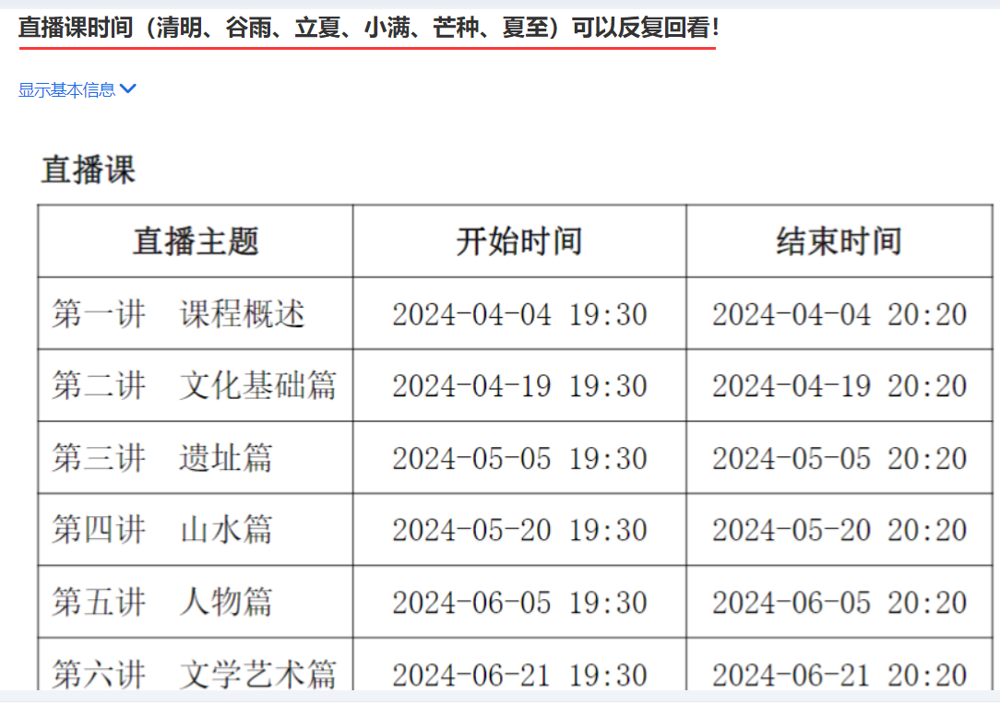 直播课时间（清明、谷雨、立夏、小满、芒种、夏至）可以反复回看！
显示基本信息
直播课
直播主题 开始时间 结束时间
第一讲 课程概述 2024-04-04 19:30 2024-04-04 20:20
第二讲 文化基础篇 2024-04-19 19:30 2024-04-19 20:20
第三讲 遗址篇 2024-05-05 19:30 2024-05-05 20:20
第四讲 山水篇 2024-05-20 19:30 2024-05-20 20:20
第五讲 人物篇 2024-06-05 19:30 2024-06-05 20:20
第六讲 文学艺术篇 2024-06-21 19:30 2024-06-21 20:20